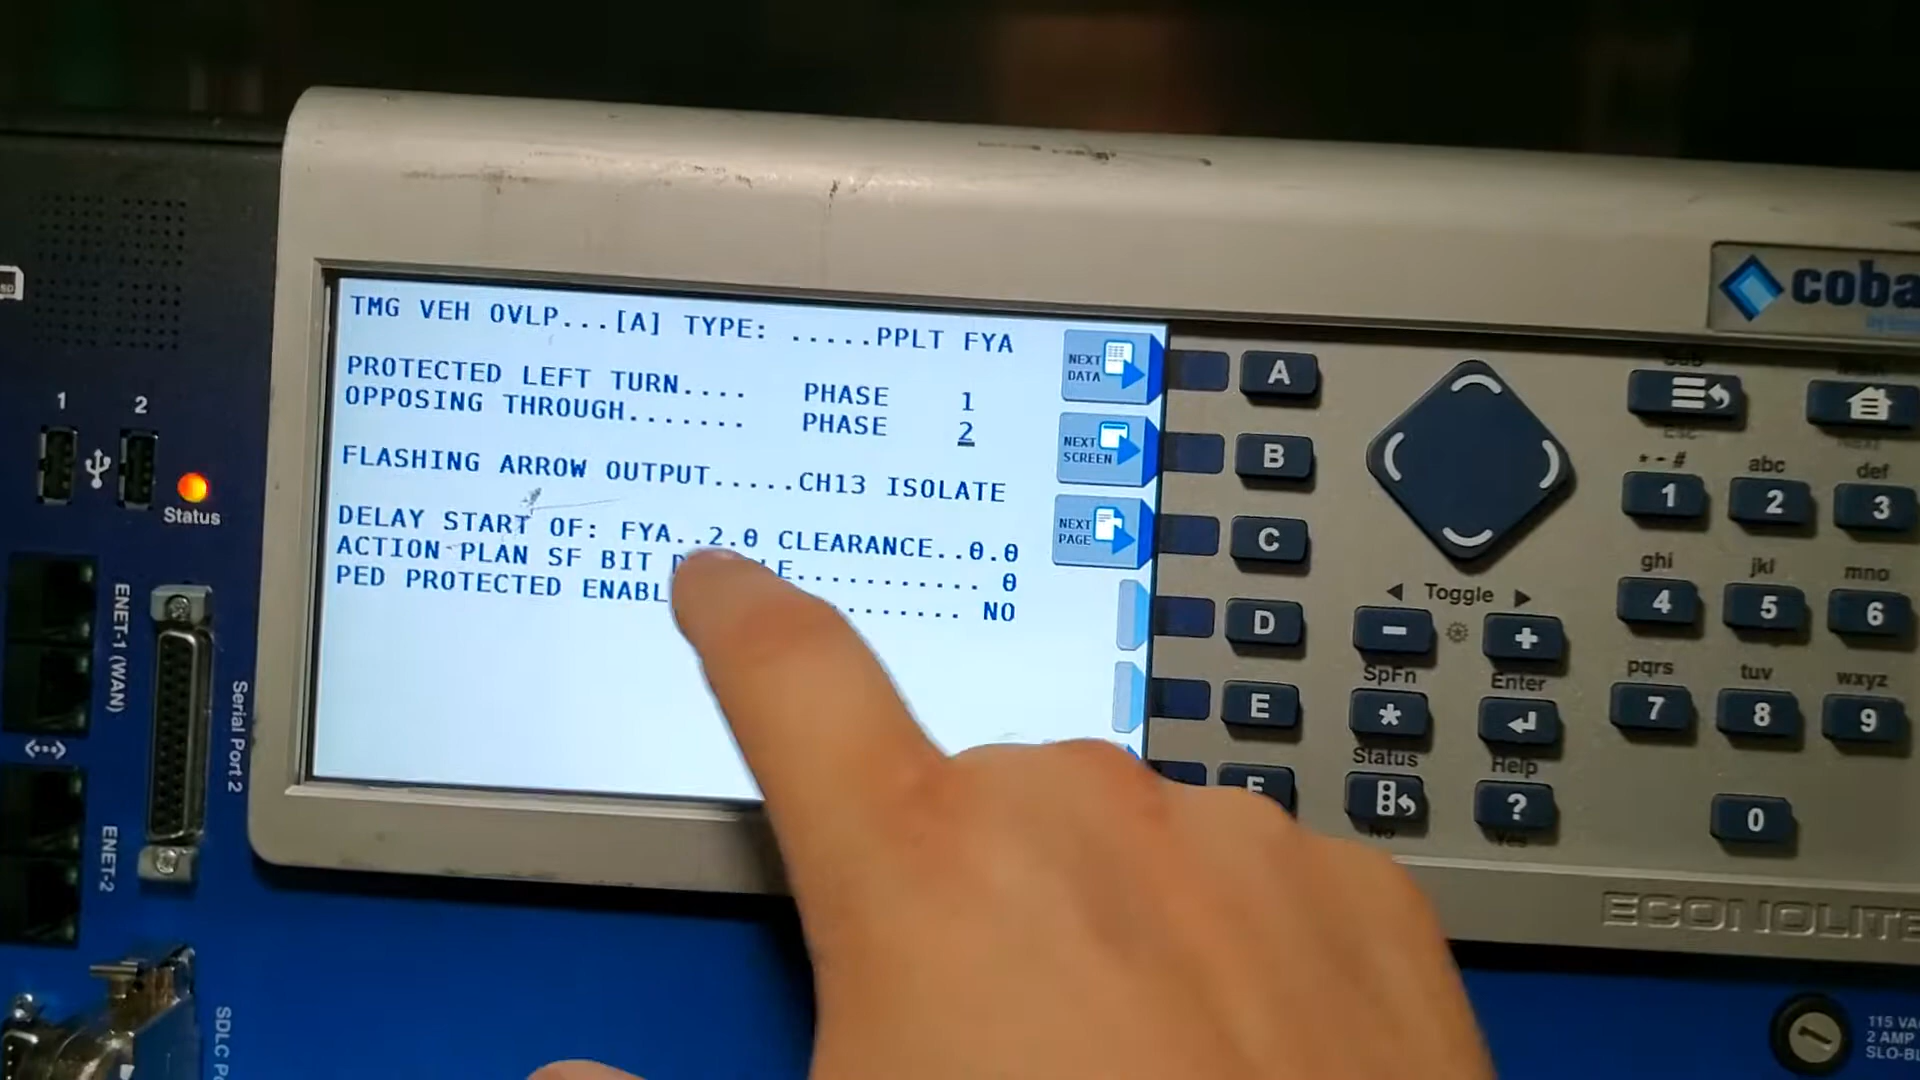 TMG VEH OVLP...[A] TYPE: .....PPLT FYA
PROTECTED LEFT TURN.... PHASE 1
OPPOSING THROUGH....... PHASE 2
FLASHING ARROW OUTPUT.....CH13 ISOLATE
DELAY START OF: FYA..2.0 CLEARANCE..0.0
ACTION PLAN SF BIT
........... 0
PED PROTECTED
........ NO
NEXT DATA
NEXT SCREEN
NEXT PAGE
A
B
C
D
E
F
1
2
Status
ENET-1 (WAN)
ENET-2
Serial Port 2
SDLC
Esc
*-#
abc
def
1
2
3
ghi
jkl
mno
4
5
6
pqrs
tuv
wxyz
7
8
9
0
Toggle
-
+
SpFn
Enter
*
Status
Help
?
No
Yes
ECONOLITE
115
2 AMP